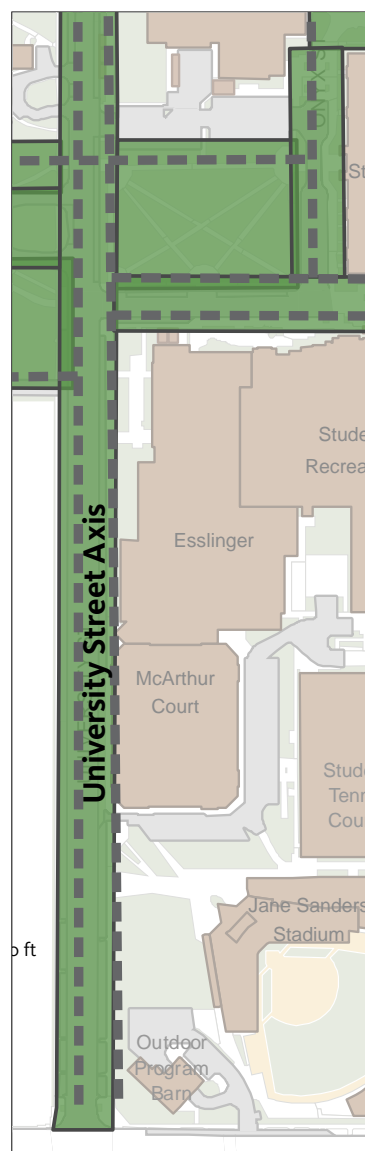 St
Stude
Recrea
Esslinger
University Street Axis
McArthur
Court
Stude
Tenn
Cou
Jane Sanders
Stadium
o ft
Outdoor
Program
Barn